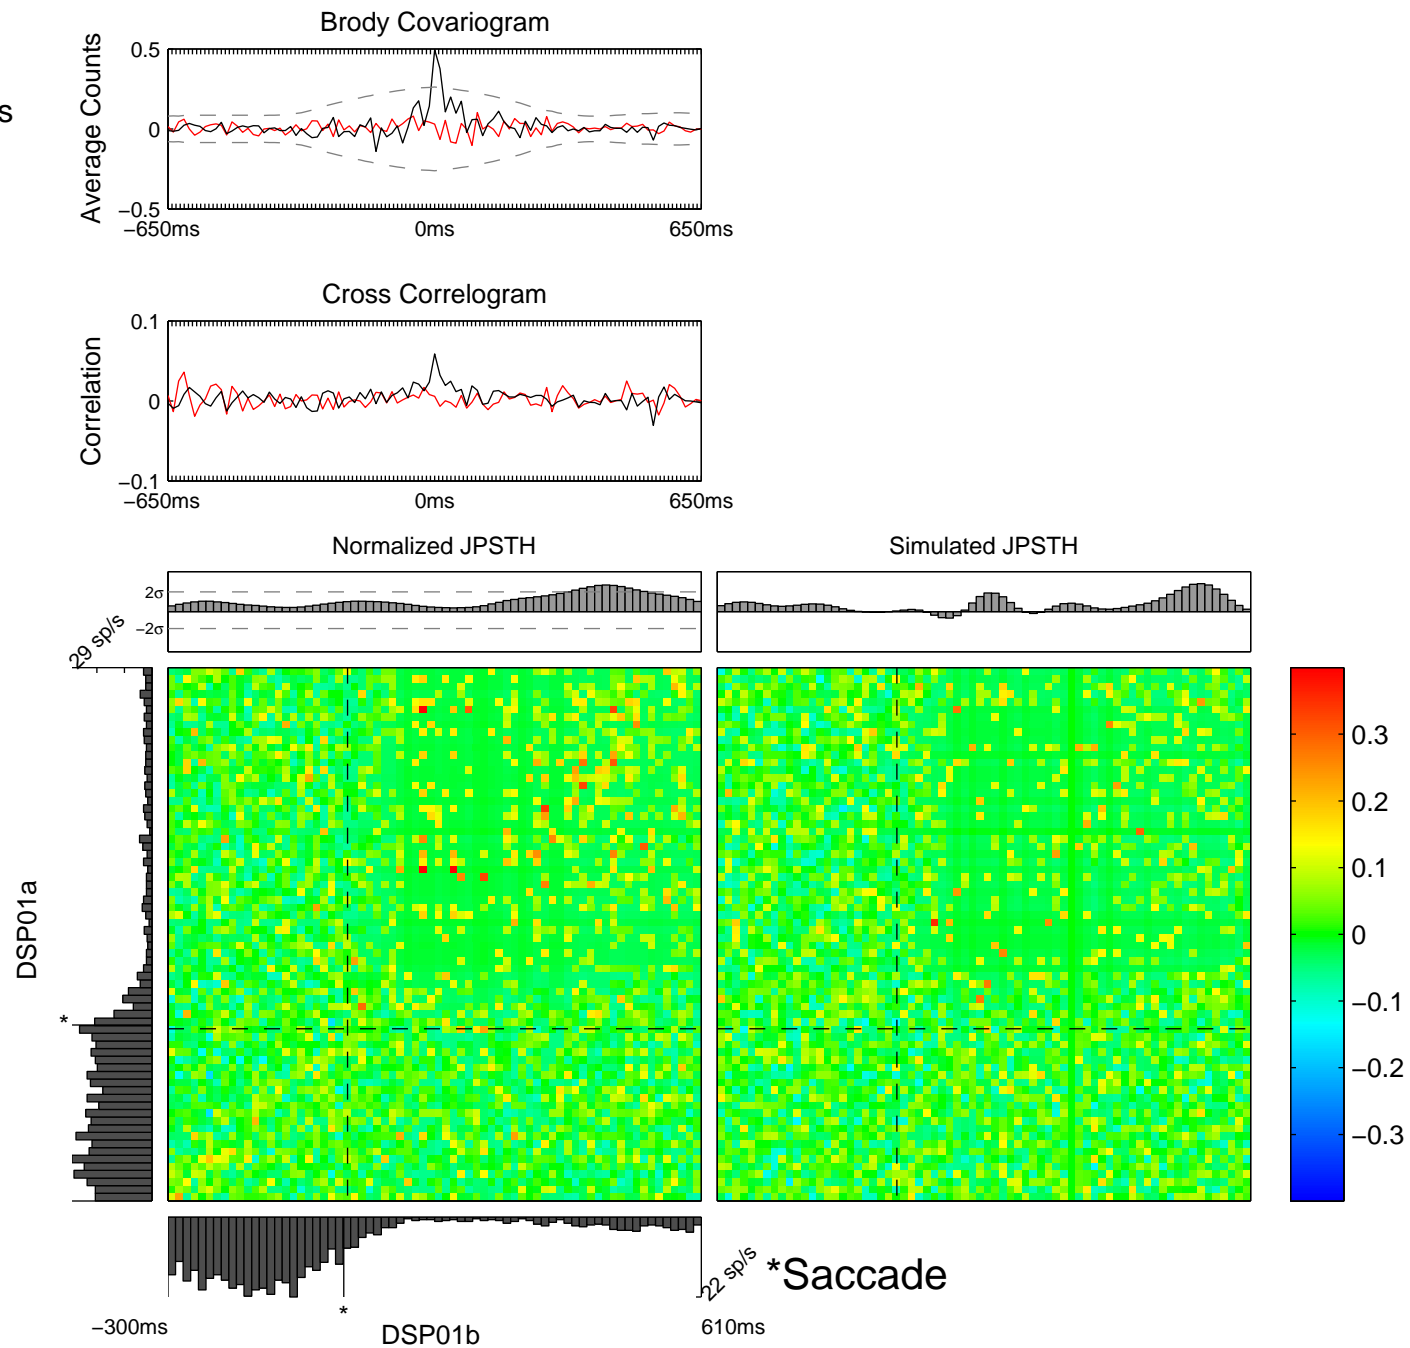 Brody Covariogram
Average Counts
s
0.5
0
−0.5
−650ms
0ms
650ms
Cross Correlogram
Correlation
0.1
0
−0.1
−650ms
0ms
650ms
Normalized JPSTH
Simulated JPSTH
2σ
−2σ
29 sp/s
DSP01a
*
0.3
0.2
0.1
0
−0.1
−0.2
−0.3
22 sp/s
*Saccade
*
−300ms
DSP01b
610ms